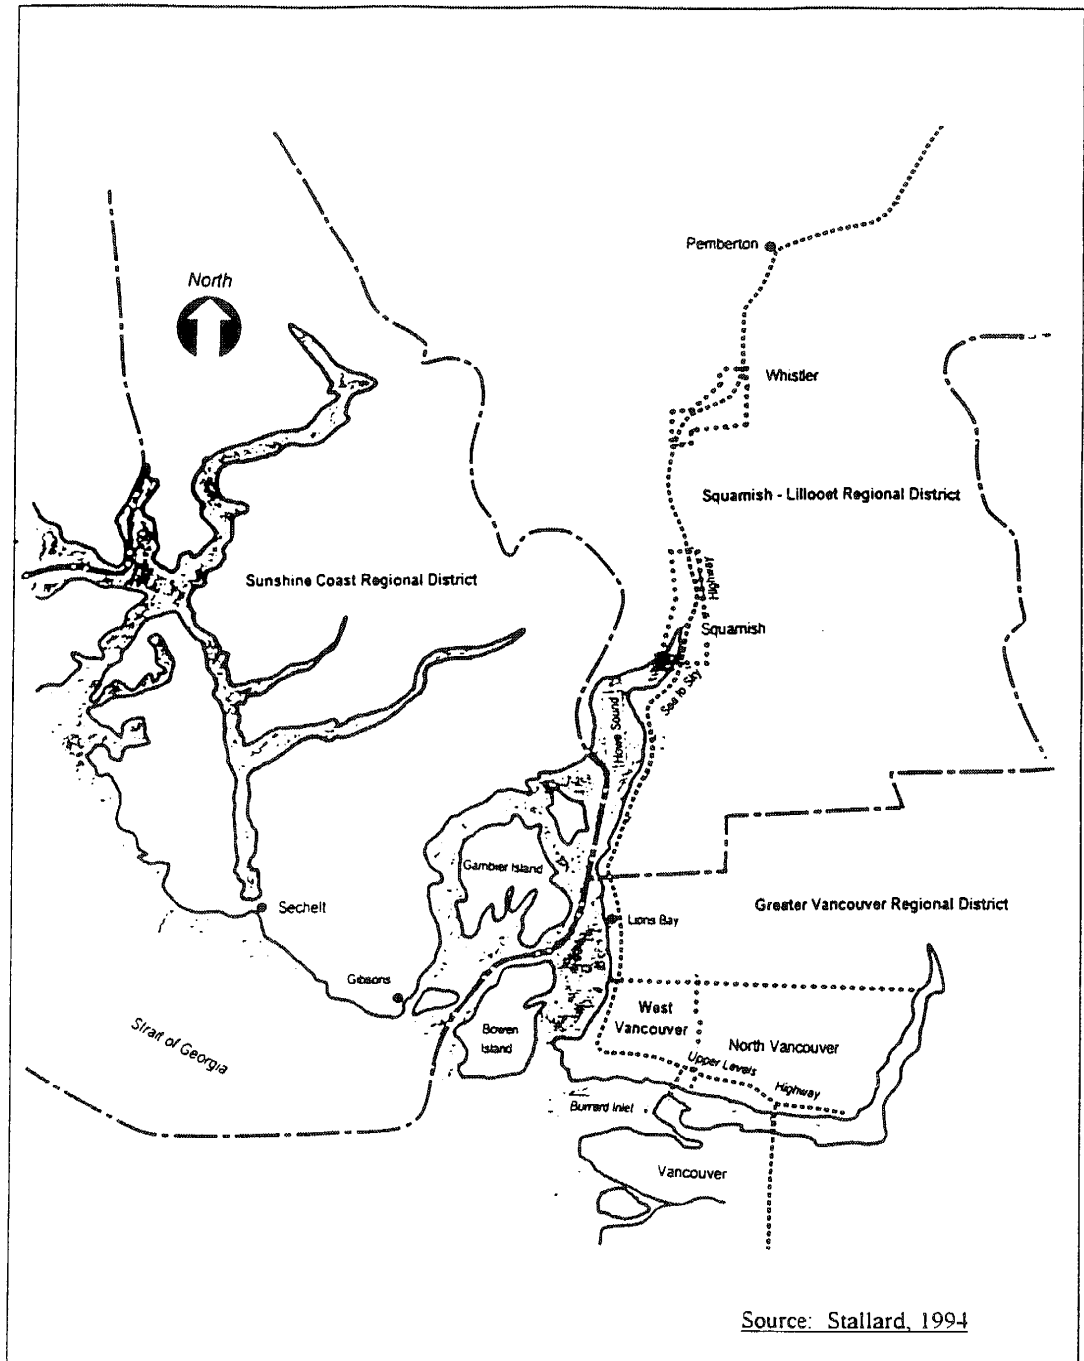 Pemberton
North
Whistler
Squamish - Lillooet Regional District
Sunshine Coast Regional District
Highway
Squamish
Sea to Sky
Howe Sound
Gambier Island
Sechelt
Greater Vancouver Regional District
Lions Bay
Gibsons
West
Vancouver
North Vancouver
Bowen
Island
Strait of Georgia
Upper Levels
Highway
Burrard Inlet
Vancouver
Source: Stallard, 1994